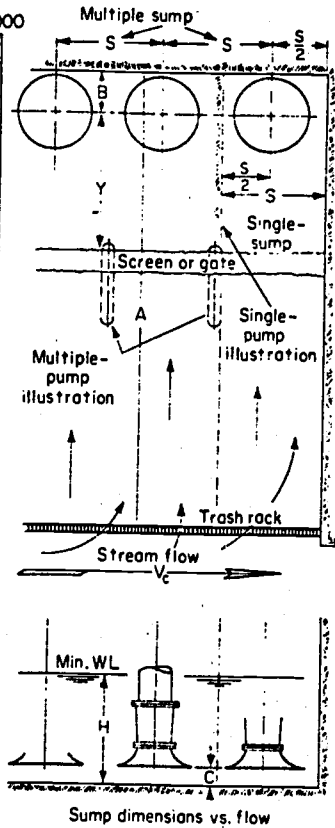 000
Multiple sump
S
S
S
2
B
Y
S
2
S
Single-
sump
Screen or gate
A
Single-
pump
illustration
Multiple-
pump
illustration
Trash rack
Stream flow
Vc
Min. WL
H
C
Sump dimensions vs. flow